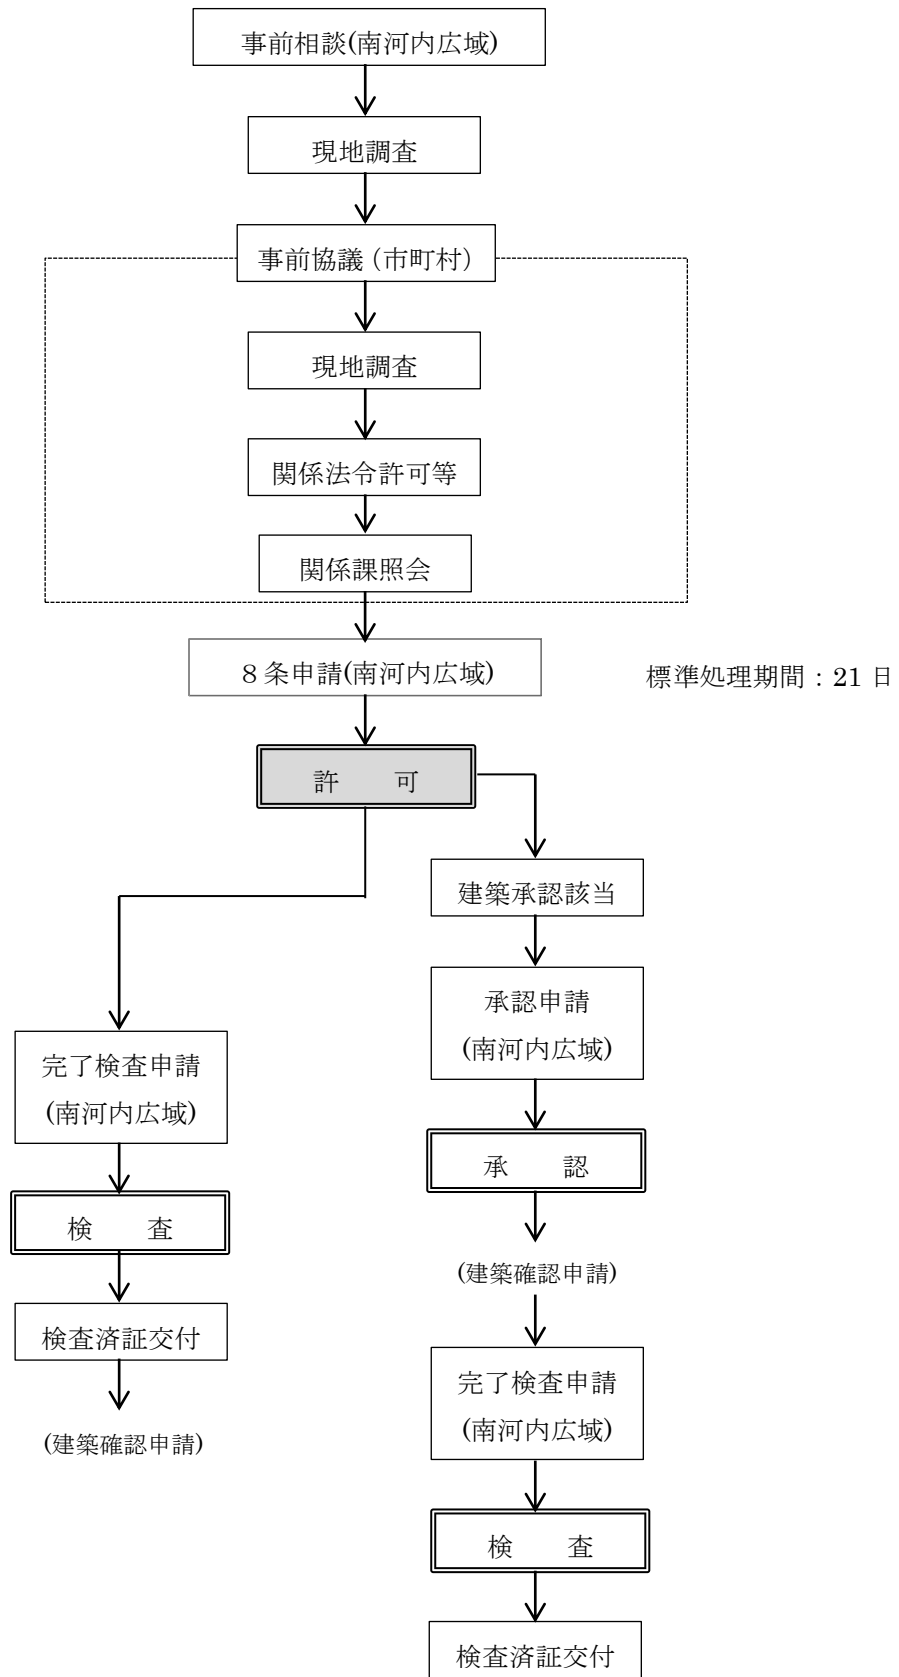 事前相談(南河内広域)
現地調査
事前協議（市町村）
現地調査
関係法令許可等
関係課照会
８条申請(南河内広域)
標準処理期間：21 日
許　　可
建築承認該当
承認申請
(南河内広域)
承　　認
(建築確認申請)
完了検査申請
(南河内広域)
検　　査
検査済証交付
完了検査申請
(南河内広域)
検　　査
検査済証交付
(建築確認申請)